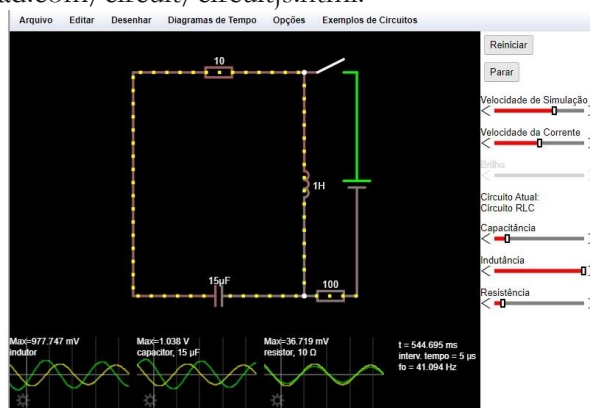 ad.com/circuit/circuitjs.html.
Arquivo Editar Desenhar Diagramas de Tempo Opções Exemplos de Circuitos
Reiniciar
Parar
Velocidade de Simulação
Velocidade da Corrente
Brilho
Circuito Atual:
Circuito RLC
Capacitância
Indutância
Resistência
10
1H
15µF
100
Max=977.747 mV
indutor
Max=1.038 V
capacitor, 15 µF
Max=36.719 mV
resistor, 10 Ω
t = 544.695 ms
interv. tempo = 5 µs
fo = 41.094 Hz